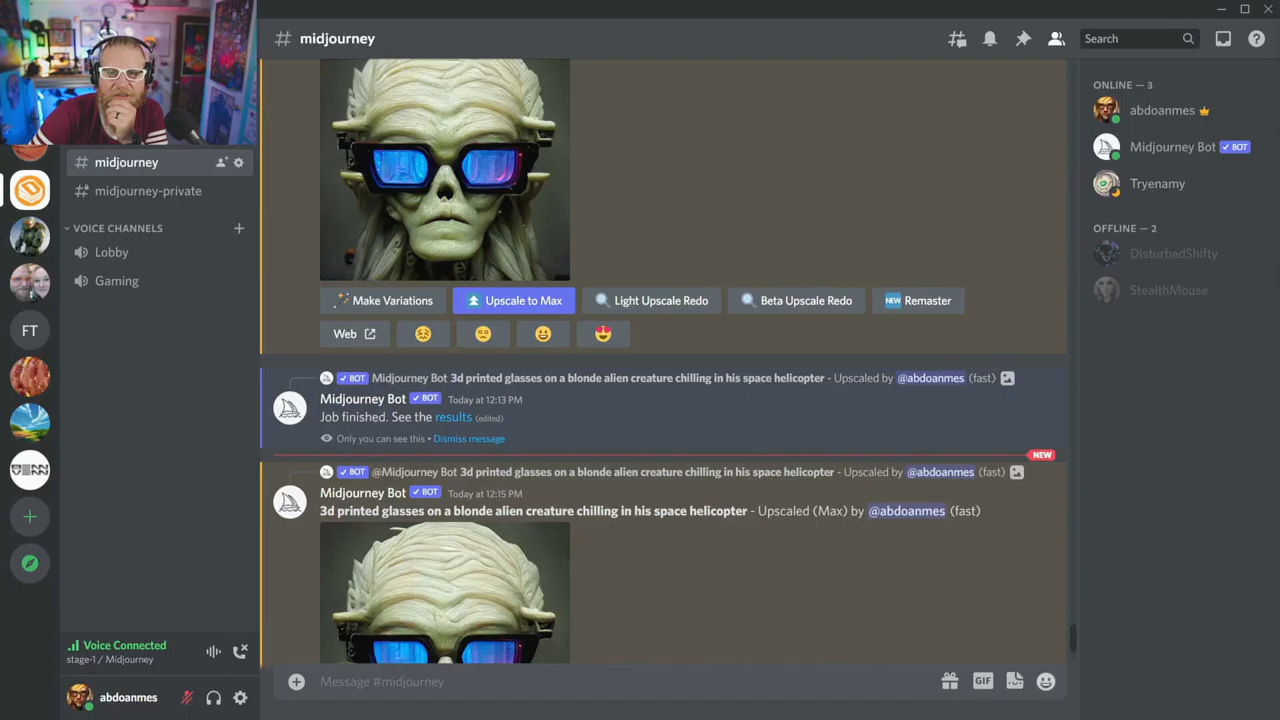 # midjourney
Search
midjourney
midjourney-private
VOICE CHANNELS
Lobby
Gaming
FT
Voice Connected
stage-1 / Midjourney
abdoanmes
Make Variations
Upscale to Max
Light Upscale Redo
Beta Upscale Redo
NEW Remaster
Web
BOT Midjourney Bot 3d printed glasses on a blonde alien creature chilling in his space helicopter - Upscaled by @abdoanmes (fast)
Midjourney Bot BOT Today at 12:13 PM
Job finished. See the results (edited)
Only you can see this • Dismiss message
NEW
BOT @Midjourney Bot 3d printed glasses on a blonde alien creature chilling in his space helicopter - Upscaled by @abdoanmes (fast)
Midjourney Bot BOT Today at 12:15 PM
3d printed glasses on a blonde alien creature chilling in his space helicopter - Upscaled (Max) by @abdoanmes (fast)
Message #midjourney
GIF
ONLINE — 3
abdoanmes
Midjourney Bot BOT
Tryenamy
OFFLINE — 2
DisturbedShifty
StealthMouse